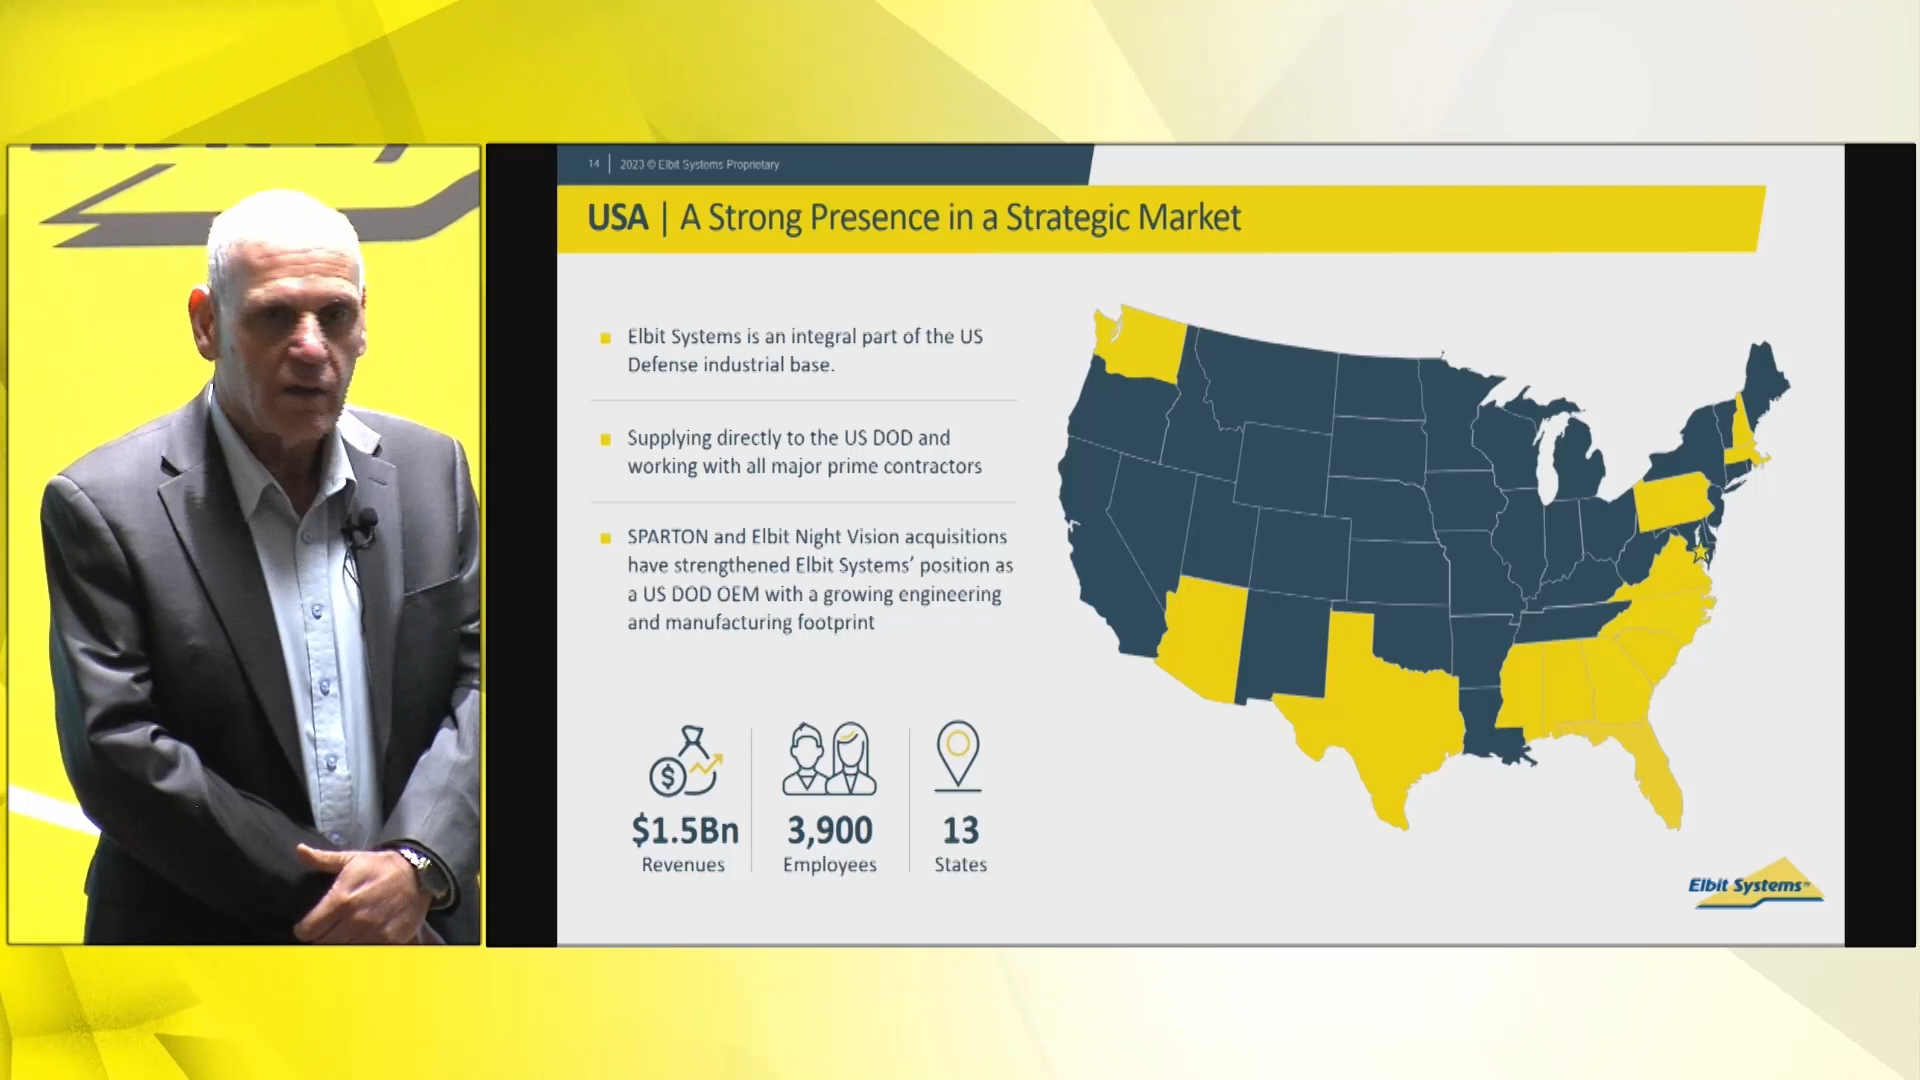 14 | 2023 © Elbit Systems Proprietary
USA | A Strong Presence in a Strategic Market
Elbit Systems is an integral part of the US
Defense industrial base.
Supplying directly to the US DOD and
working with all major prime contractors
SPARTON and Elbit Night Vision acquisitions
have strengthened Elbit Systems’ position as
a US DOD OEM with a growing engineering
and manufacturing footprint
$1.5Bn
Revenues
3,900
Employees
13
States
Elbit Systems™